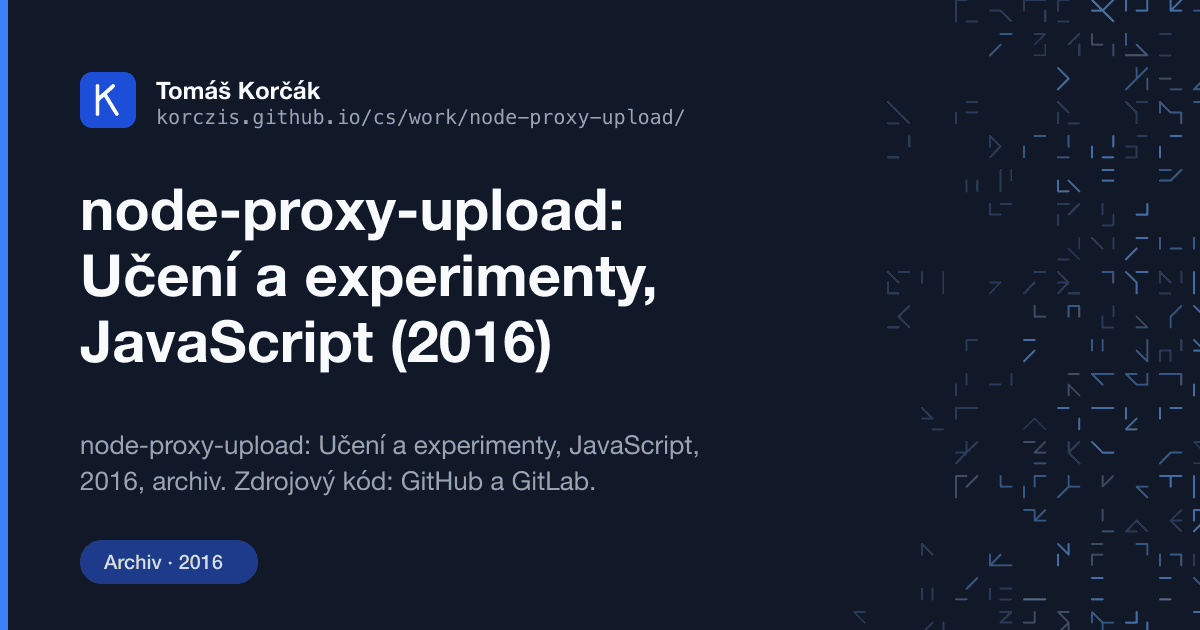 K
Tomáš Korčák
korczis.github.io/cs/work/node-proxy-upload/
node-proxy-upload:
Učení a experimenty,
JavaScript (2016)
node-proxy-upload: Učení a experimenty, JavaScript,
2016, archiv. Zdrojový kód: GitHub a GitLab.
Archiv · 2016